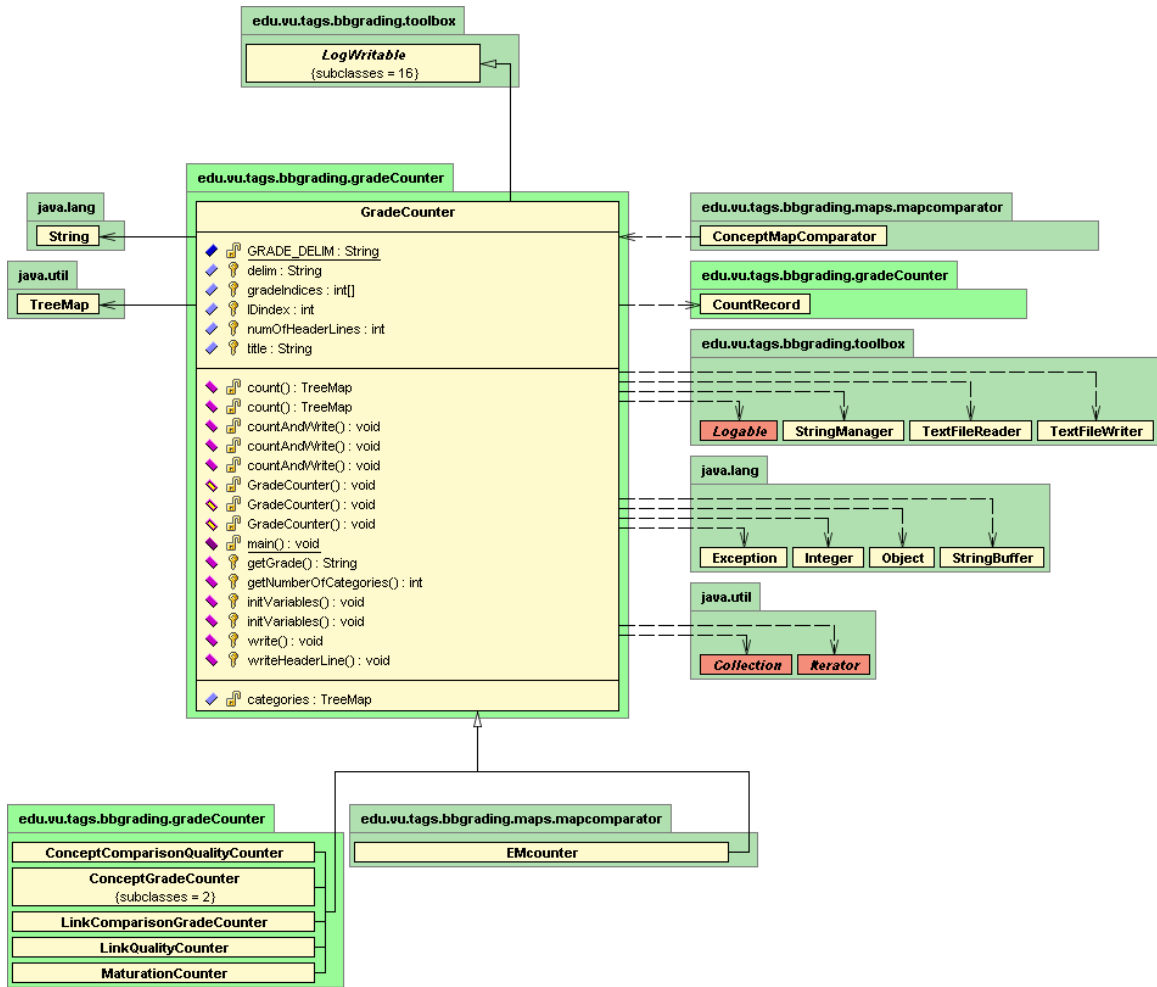 edu.vu.tags.bbgrading.toolbox
LogWritable
{subclasses = 16}
edu.vu.tags.bbgrading.gradeCounter
GradeCounter
GRADE_DELIM : String
delim : String
gradeIndices : int[]
IDindex : int
numOfHeaderLines : int
title : String
count() : TreeMap
count() : TreeMap
countAndWrite() : void
countAndWrite() : void
countAndWrite() : void
GradeCounter() : void
GradeCounter() : void
GradeCounter() : void
main() : void
getGrade() : String
getNumberOfCategories() : int
initVariables() : void
initVariables() : void
write() : void
writeHeaderLine() : void
categories : TreeMap
java.lang
String
java.util
TreeMap
edu.vu.tags.bbgrading.maps.mapcomparator
ConceptMapComparator
edu.vu.tags.bbgrading.gradeCounter
CountRecord
edu.vu.tags.bbgrading.toolbox
Logable StringManager TextFileReader TextFileWriter
java.lang
Exception Integer Object StringBuffer
java.util
Collection Iterator
edu.vu.tags.bbgrading.gradeCounter
ConceptComparisonQualityCounter
ConceptGradeCounter
{subclasses = 2}
LinkComparisonGradeCounter
LinkQualityCounter
MaturationCounter
edu.vu.tags.bbgrading.maps.mapcomparator
EMcounter